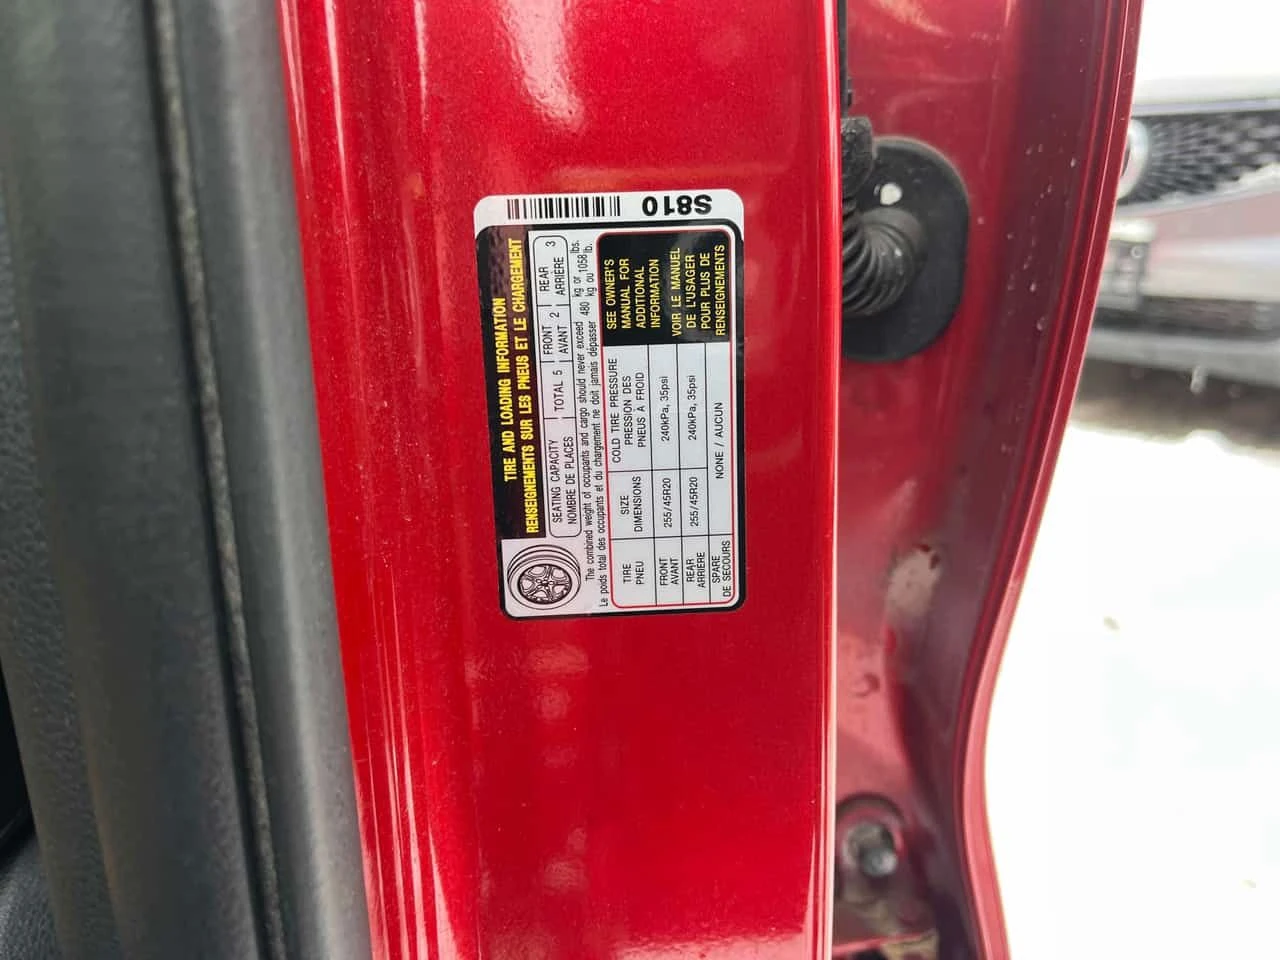 S810
TIRE AND LOADING INFORMATION
RENSEIGNEMENTS SUR LES PNEUS ET LE CHARGEMENT
SEATING CAPACITY
NOMBRE DE PLACES
TOTAL 5
FRONT
AVANT
2
REAR
ARRIÈRE
3
The combined weight of occupants and cargo should never exceed 480 kg or 1058 lbs.
Le poids total des occupants et du chargement ne doit jamais dépasser 480 kg ou 1058 lb.
TIRE
PNEU
SIZE
DIMENSIONS
COLD TIRE PRESSURE
PRESSION DES
PNEUS À FROID
FRONT
AVANT
255/45R20
240kPa, 35psi
REAR
ARRIÈRE
255/45R20
240kPa, 35psi
SPARE
DE SECOURS
NONE / AUCUN
SEE OWNER'S
MANUAL FOR
ADDITIONAL
INFORMATION
VOIR LE MANUEL
DE L'USAGER
POUR PLUS DE
RENSEIGNEMENTS